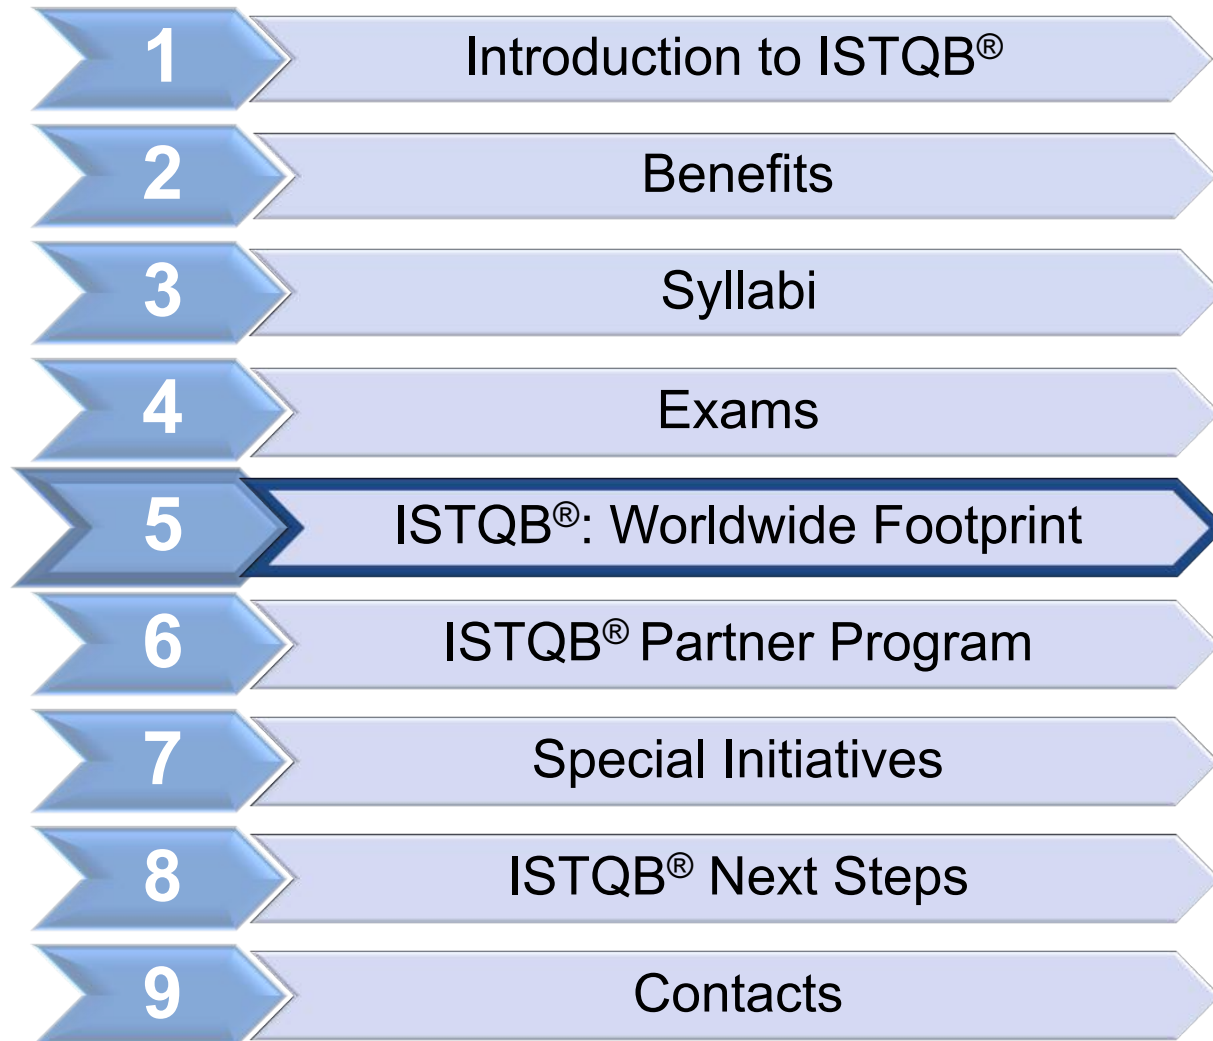 1 Introduction to ISTQB®
2 Benefits
3 Syllabi
4 Exams
5 ISTQB®: Worldwide Footprint
6 ISTQB® Partner Program
7 Special Initiatives
8 ISTQB® Next Steps
9 Contacts